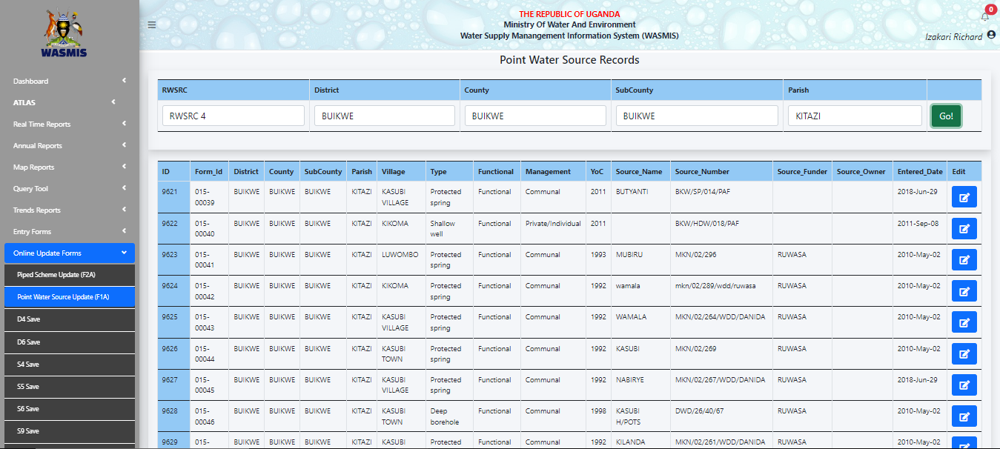 WASMIS
THE REPUBLIC OF UGANDA
Ministry Of Water And Environment
Water Supply Mangement Information System (WASMIS)
0
Izakari Richard
Dashboard
ATLAS
Real Time Reports
Annual Reports
Map Reports
Query Tool
Trends Reports
Entry Forms
Online Update Forms
Piped Scheme Update (F2A)
Point Water Source Update (F1A)
D4 Save
D6 Save
S4 Save
S5 Save
S6 Save
S9 Save
Point Water Source Records
RWSRC District County SubCounty Parish
RWSRC 4 BUIKWE BUIKWE BUIKWE KITAZI Go!
ID Form_Id District County SubCounty Parish Village Type Functional Management YoC Source_Name Source_Number Source_Funder Source_Owner Entered_Date Edit
9621 015- BUIKWE BUIKWE BUIKWE KITAZI KASUBI Protected Functional Communal 2011 BUTYANTI BKW/SP/014/PAF 2018-Jun-29
00039 VILLAGE spring
9622 015- BUIKWE BUIKWE BUIKWE KITAZI KIKOMA Shallow Functional Private/Individual 2011 BKW/HDW/018/PAF 2011-Sep-08
00040 well
9623 015- BUIKWE BUIKWE BUIKWE KITAZI LUWOMBO Protected Functional Communal 1993 MUBIRU MKN/02/296 RUWASA 2010-May-02
00041 spring
9624 015- BUIKWE BUIKWE BUIKWE KITAZI KIKOMA Protected Functional Communal 1992 wamala mkn/02/289/wdd/ruwasa RUWASA 2010-May-02
00042 spring
9625 015- BUIKWE BUIKWE BUIKWE KITAZI KASUBI Protected Functional Communal 1992 WAMALA MKN/02/264/WDD/DANIDA RUWASA 2010-May-02
00043 VILLAGE spring
9626 015- BUIKWE BUIKWE BUIKWE KITAZI KASUBI Protected Functional Communal 1992 KASUBI MKN/02/269 RUWASA 2010-May-02
00044 TOWN spring
9627 015- BUIKWE BUIKWE BUIKWE KITAZI KASUBI Protected Functional Communal 1992 NABIRYE MKN/02/267/WDD/DANIDA RUWASA 2018-Jun-29
00045 VILLAGE spring
9628 015- BUIKWE BUIKWE BUIKWE KITAZI KASUBI Deep Functional Communal 1998 KASUBI DWD/26/40/67 RUWASA 2010-May-02
00046 TOWN borehole H/POTS
9629 015- BUIKWE BUIKWE BUIKWE KITAZI KASUBI Protected Functional Communal 1992 KILANDA MKN/02/261/WDD/DANIDA RUWASA 2010-May-02